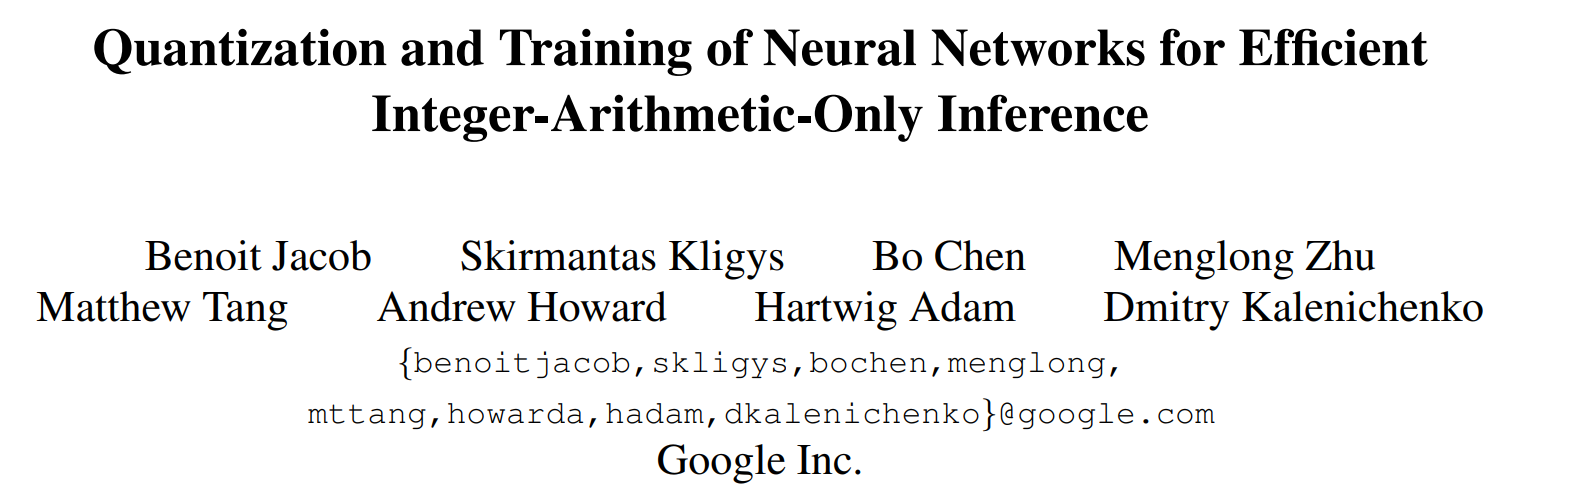 Quantization and Training of Neural Networks for Efficient
Integer-Arithmetic-Only Inference
Benoit Jacob Skirmantas Kligys Bo Chen Menglong Zhu
Matthew Tang Andrew Howard Hartwig Adam Dmitry Kalenichenko
{benoitjacob,skligys,bochen,menglong,
mttang,howarda,hadam,dkalenichenko}@google.com
Google Inc.